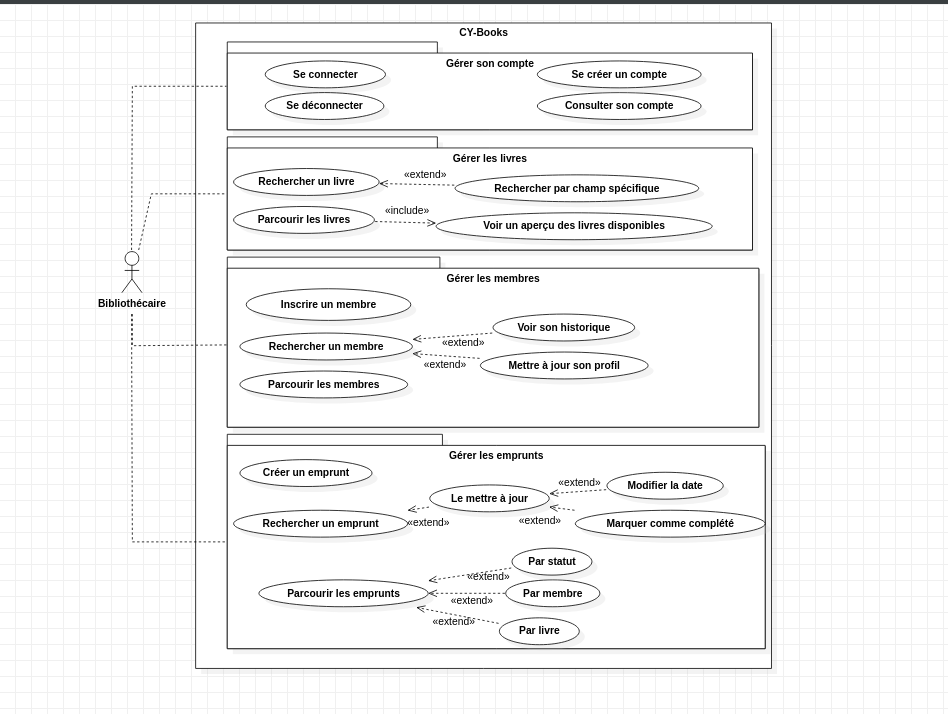 CY-Books
Gérer son compte
Se connecter
Se créer un compte
Se déconnecter
Consulter son compte
Gérer les livres
Rechercher un livre
«extend»
Rechercher par champ spécifique
Parcourir les livres
«include»
Voir un aperçu des livres disponibles
Bibliothécaire
Gérer les membres
Inscrire un membre
Voir son historique
Rechercher un membre
«extend»
«extend»
Mettre à jour son profil
Parcourir les membres
Gérer les emprunts
Créer un emprunt
Le mettre à jour
«extend»
Modifier la date
Rechercher un emprunt
«extend»
«extend»
Marquer comme complété
Par statut
«extend»
Parcourir les emprunts
«extend»
Par membre
«extend»
Par livre